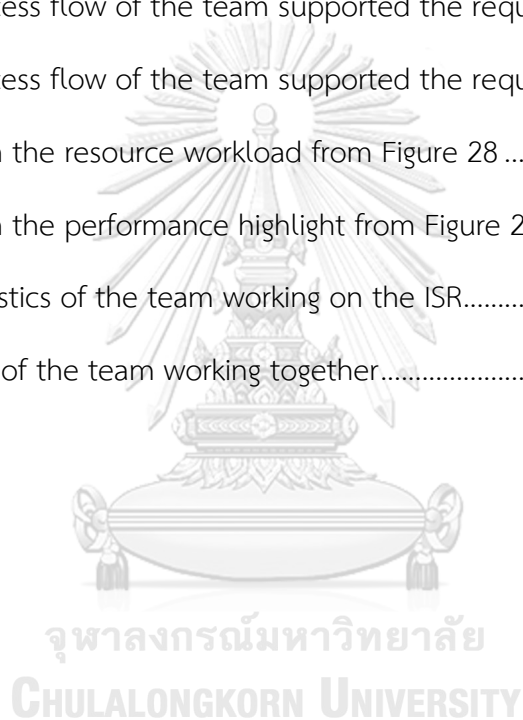 ess flow of the team supported the requ
ess flow of the team supported the requ
the resource workload from Figure 28 ...
the performance highlight from Figure 2
stics of the team working on the ISR.........
of the team working together......................
จุฬาลงกรณ์มหาวิทยาลัย
CHULALONGKORN UNIVERSITY